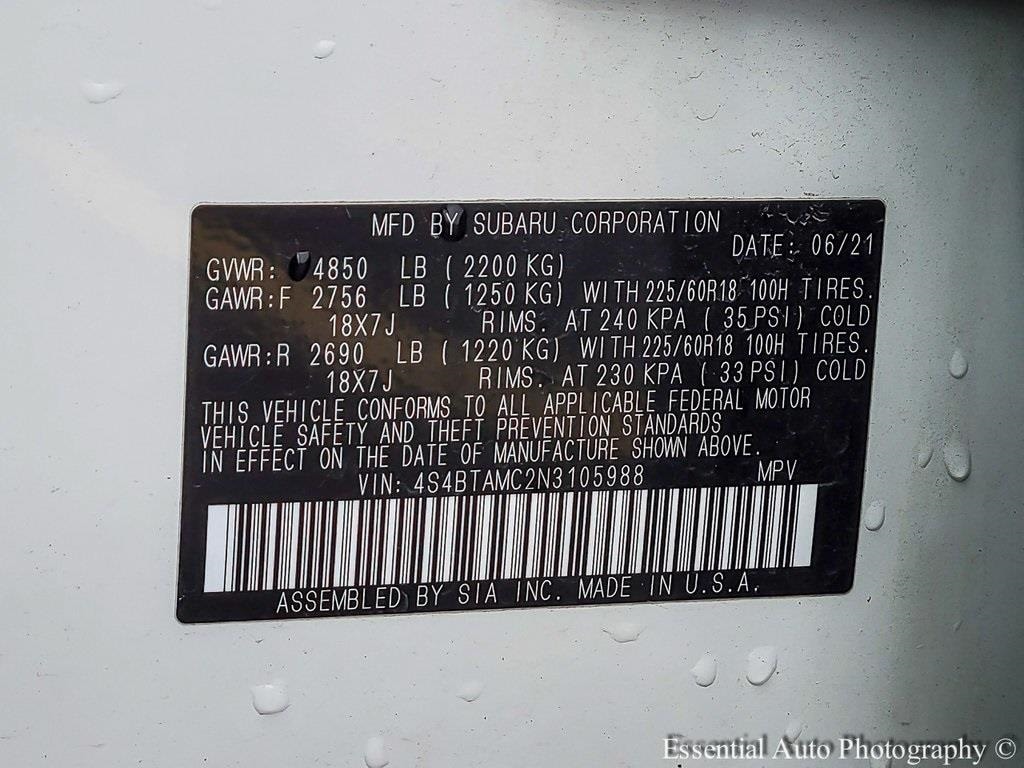 MFD BY SUBARU CORPORATION
DATE: 06/21
GVWR: 4850 LB ( 2200 KG)
GAWR:F 2756 LB ( 1250 KG) WITH 225/60R18 100H TIRES.
18X7J RIMS. AT 240 KPA ( 35 PSI) COLD
GAWR:R 2690 LB ( 1220 KG) WITH 225/60R18 100H TIRES.
18X7J RIMS. AT 230 KPA ( 33 PSI) COLD
THIS VEHICLE CONFORMS TO ALL APPLICABLE FEDERAL MOTOR
VEHICLE SAFETY AND THEFT PREVENTION STANDARDS
IN EFFECT ON THE DATE OF MANUFACTURE SHOWN ABOVE.
VIN: 4S4BTAMC2N3105988 MPV
ASSEMBLED BY SIA INC. MADE IN U.S.A.
Essential Auto Photography ©